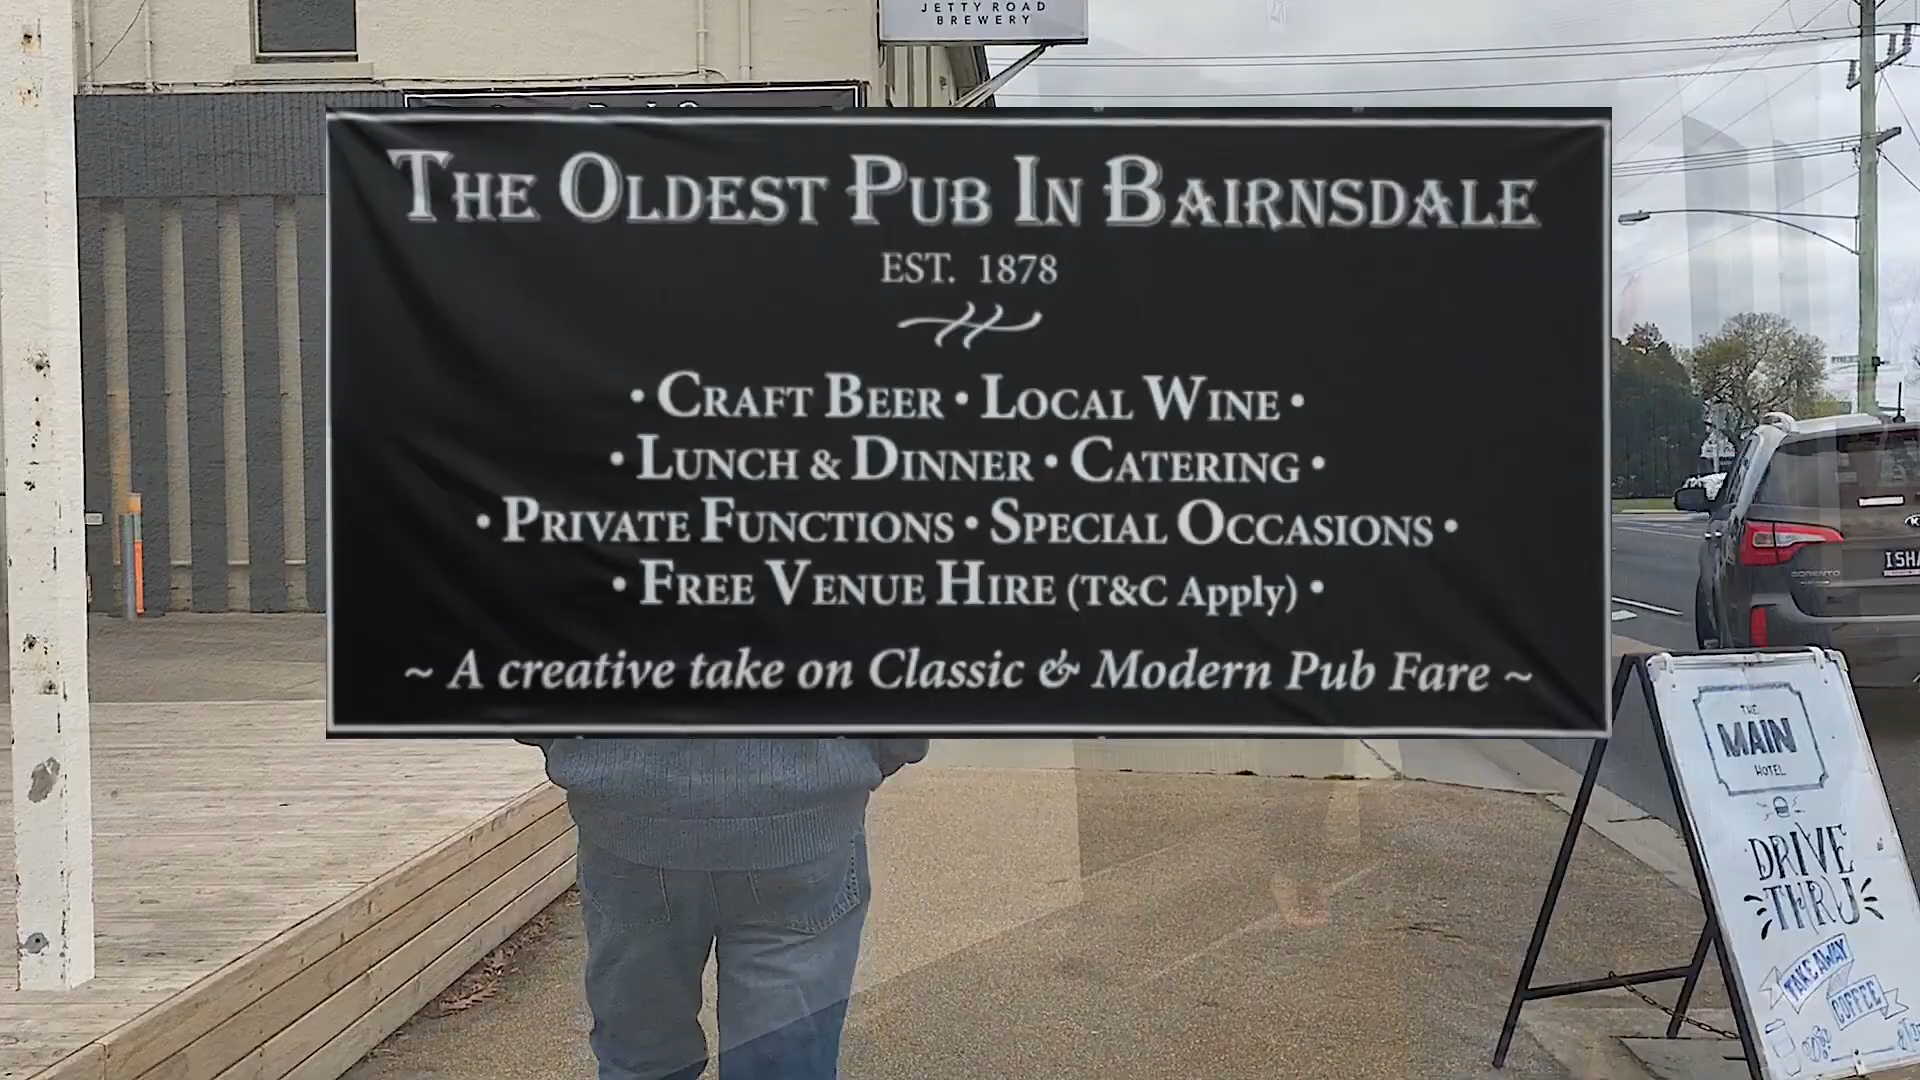 JETTY ROAD
BREWERY
THE OLDEST PUB IN BAIRNSDALE
EST. 1878
• CRAFT BEER • LOCAL WINE •
• LUNCH & DINNER • CATERING •
• PRIVATE FUNCTIONS • SPECIAL OCCASIONS •
• FREE VENUE HIRE (T&C Apply) •
~ A creative take on Classic & Modern Pub Fare ~
SORENTO
THE
MAIN
HOTEL
DRIVE
THRU
TAKE AWAY
COFFEE